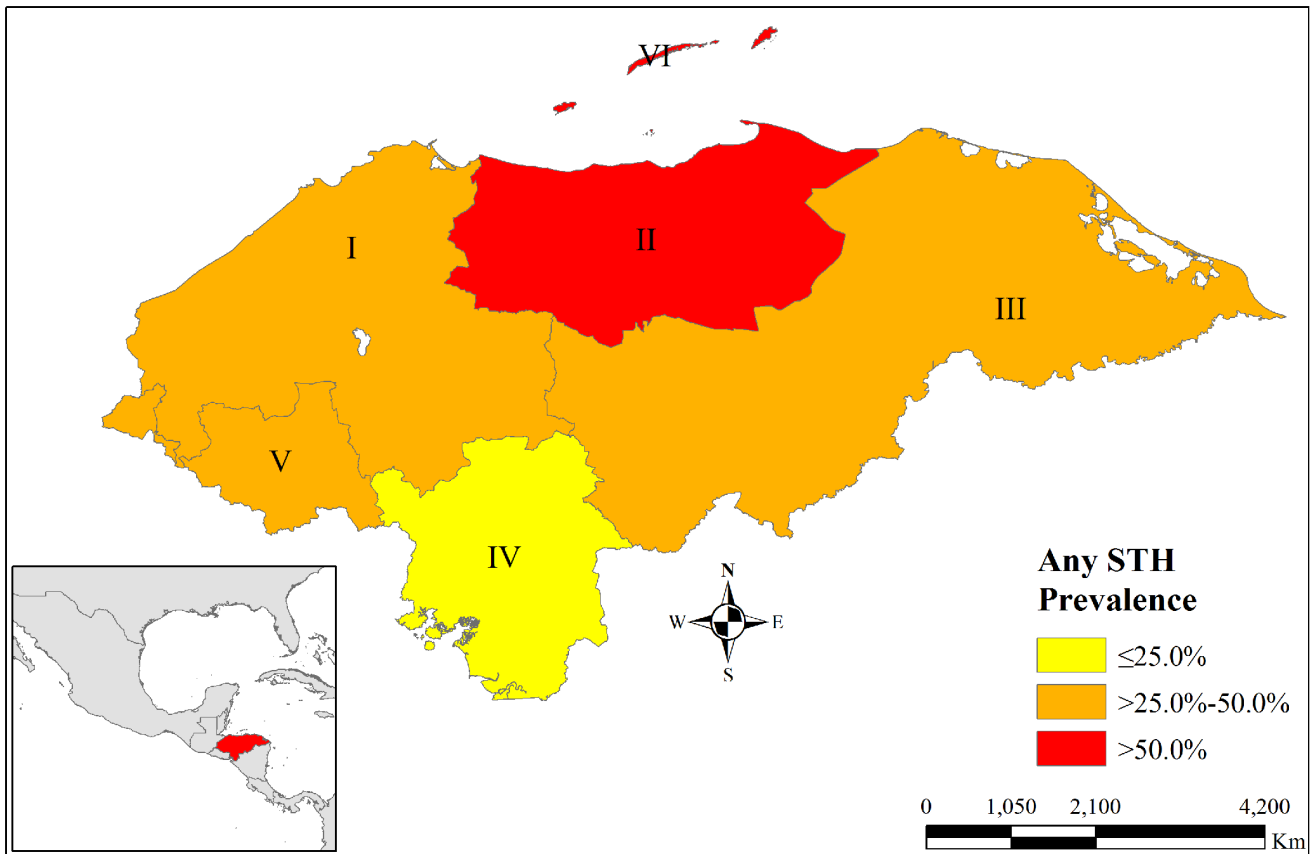 VI
I
II
III
V
IV
N
W E
S
Any STH
Prevalence
≤25.0%
>25.0%-50.0%
>50.0%
0 1,050 2,100 4,200
Km